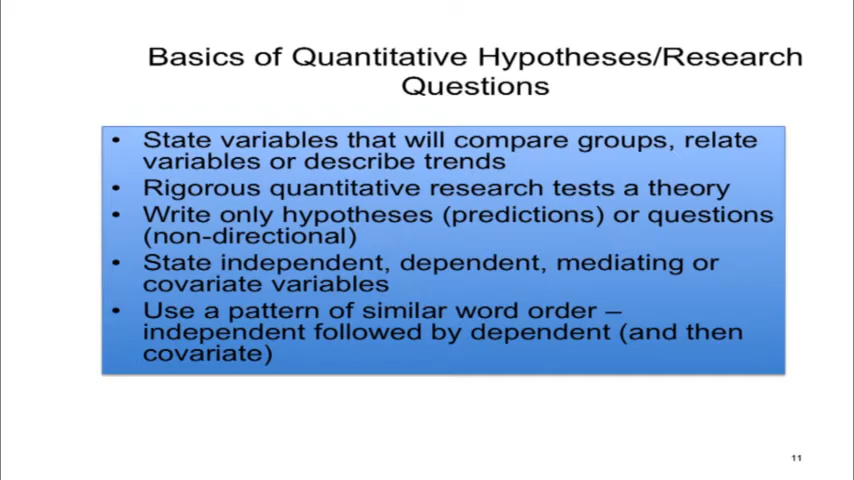 Basics of Quantitative Hypotheses/Research
Questions
• State variables that will compare groups, relate
variables or describe trends
• Rigorous quantitative research tests a theory
• Write only hypotheses (predictions) or questions
(non-directional)
• State independent, dependent, mediating or
covariate variables
• Use a pattern of similar word order –
independent followed by dependent (and then
covariate)
11